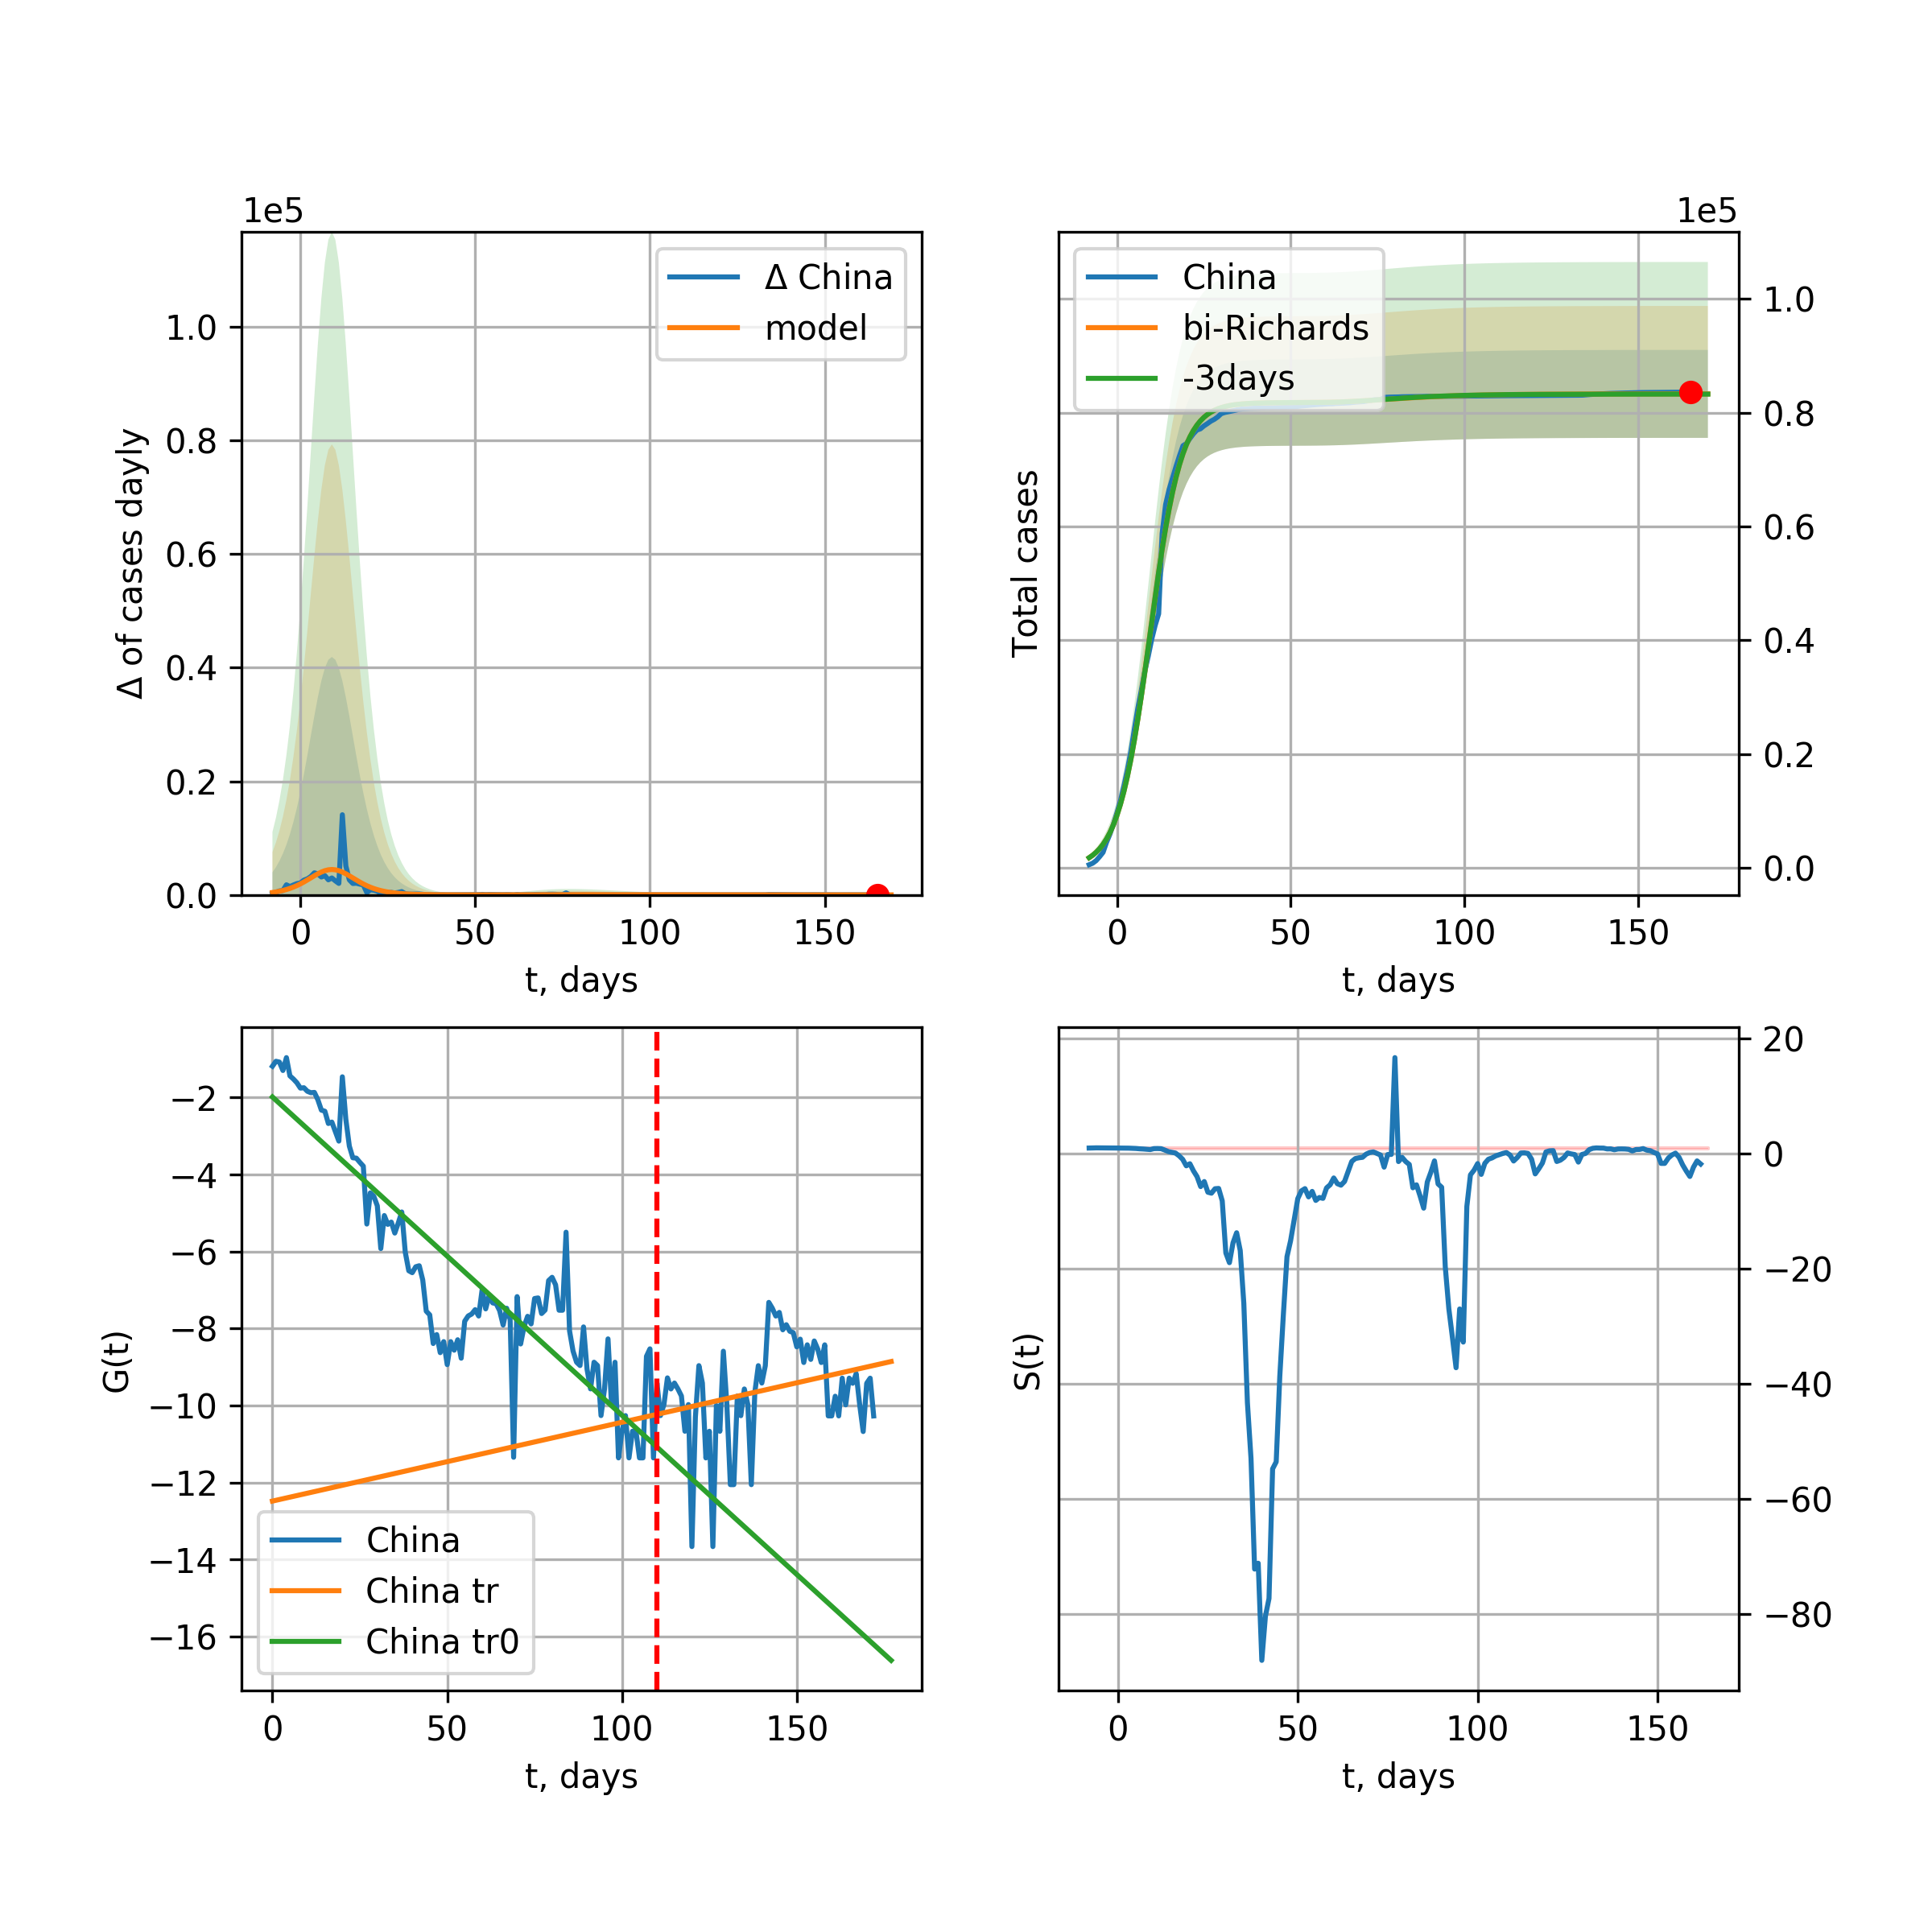 1e5
Δ of cases dayly
1.0
0.8
0.6
0.4
0.2
0.0
Δ China
model
0 50 100 150
t, days
1e5
Total cases
China
bi-Richards
-3days
1.0
0.8
0.6
0.4
0.2
0.0
0 50 100 150
t, days
G(t)
−2
−4
−6
−8
−10
−12
−14
−16
China
China tr
China tr0
0 50 100 150
t, days
S(t)
20
0
−20
−40
−60
−80
0 50 100 150
t, days